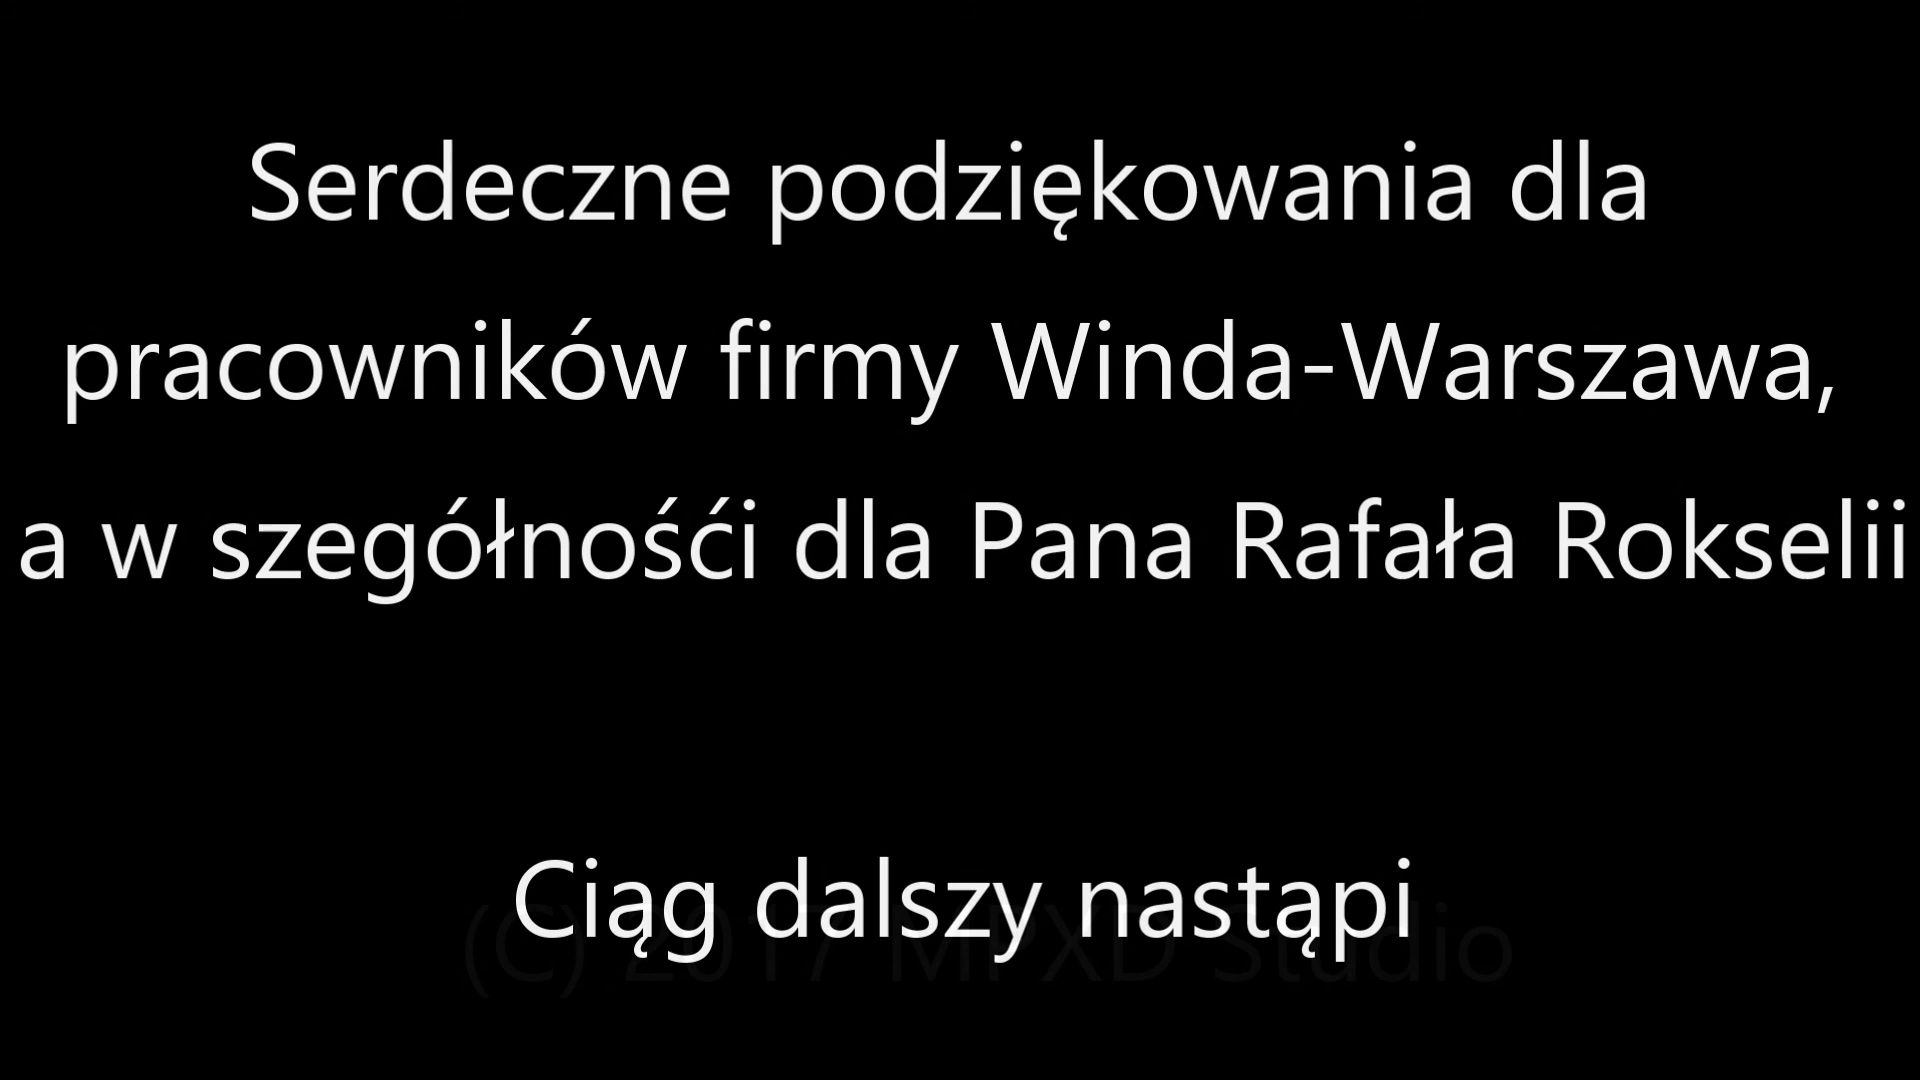 Serdeczne podziękowania dla
pracowników firmy Winda-Warszawa,
a w szegółnośći dla Pana Rafała Rokselii
Ciąg dalszy nastąpi
(C) 2017 MPXD Studio